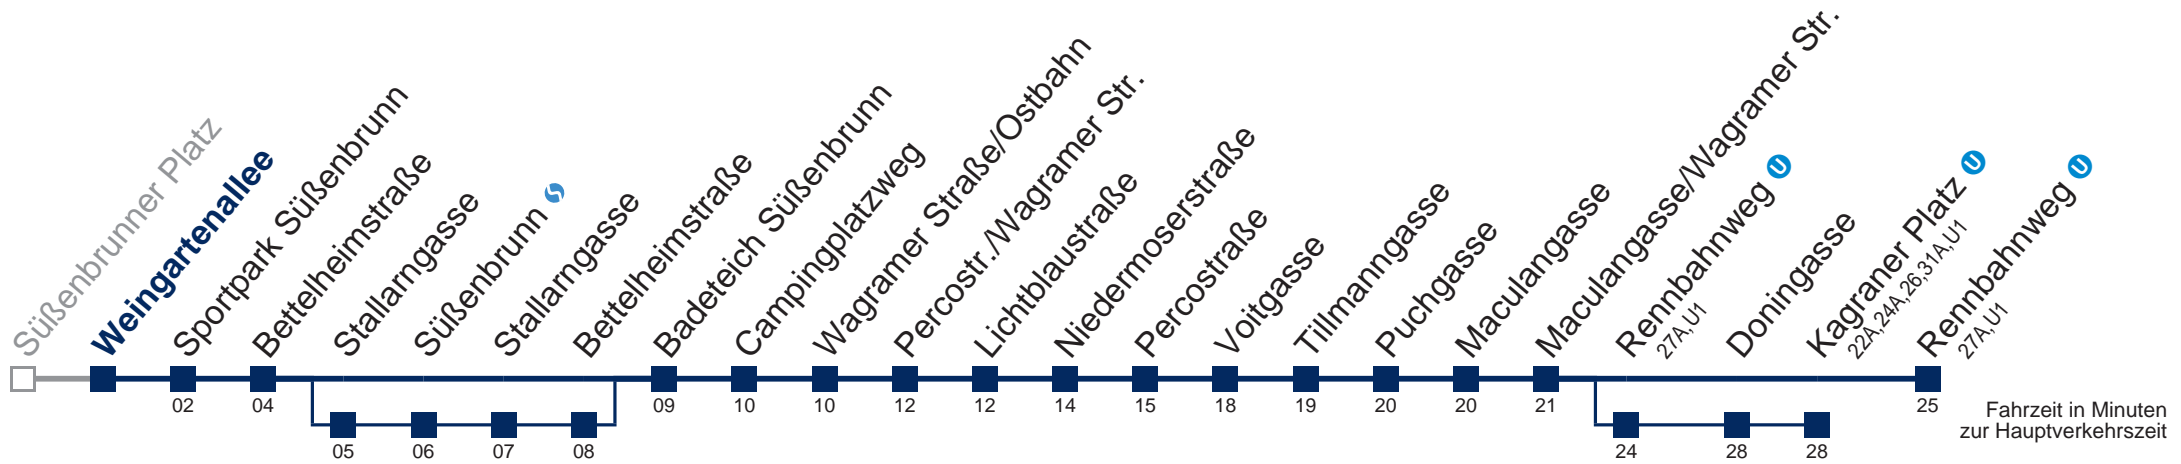 Süßenbrunner Platz
Weingartenallee
Sportpark Süßenbrunn
Bettelheimstraße
Stallarngasse
Süßenbrunn S
Stallarngasse
Bettelheimstraße
Badeteich Süßenbrunn
Campingplatzweg
Wagramer Straße/Ostbahn
Percostr./Wagramer Str.
Lichtblaustraße
Niedermoserstraße
Percostraße
Voitgasse
Tillmanngasse
Puchgasse
Maculangasse
Maculangasse/Wagramer Str.
Rennbahnweg U
27A,U1
Doningasse
Kagraner Platz U
22A,24A,26,31A,U1
Rennbahnweg U
27A,U1
02 04 09 10 10 12 12 14 15 18 19 20 20 21 25
05 06 07 08 24 28 28
Fahrzeit in Minuten
zur Hauptverkehrszeit